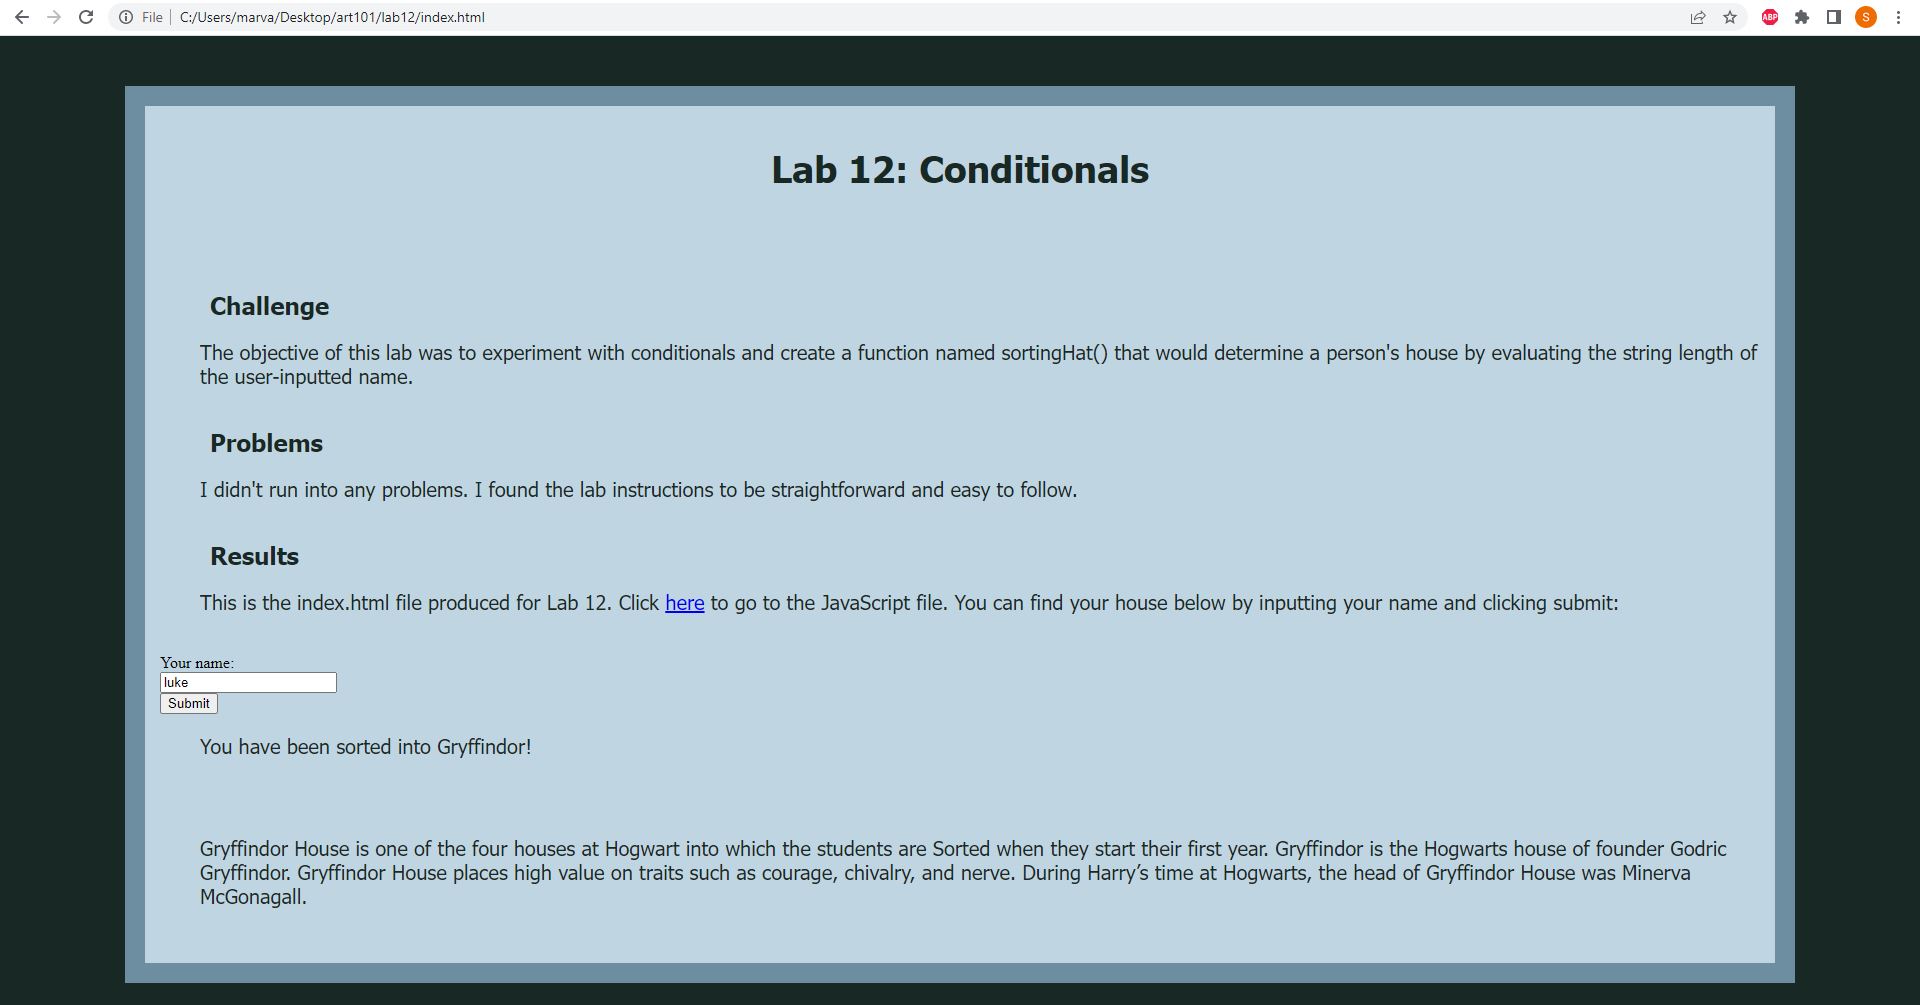 File | C:/Users/marva/Desktop/art101/lab12/index.html
ABP
S
Lab 12: Conditionals
Challenge
The objective of this lab was to experiment with conditionals and create a function named sortingHat() that would determine a person's house by evaluating the string length of
the user-inputted name.
Problems
I didn't run into any problems. I found the lab instructions to be straightforward and easy to follow.
Results
This is the index.html file produced for Lab 12. Click here to go to the JavaScript file. You can find your house below by inputting your name and clicking submit:
Your name:
luke
Submit
You have been sorted into Gryffindor!
Gryffindor House is one of the four houses at Hogwart into which the students are Sorted when they start their first year. Gryffindor is the Hogwarts house of founder Godric
Gryffindor. Gryffindor House places high value on traits such as courage, chivalry, and nerve. During Harry’s time at Hogwarts, the head of Gryffindor House was Minerva
McGonagall.